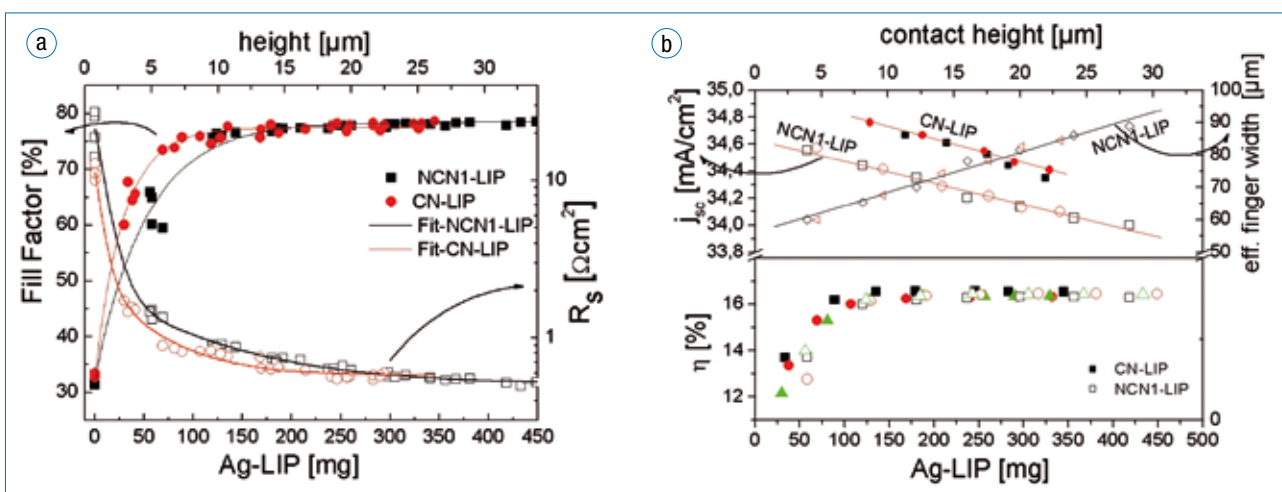 a
height [µm]
0 5 10 15 20 25 30
80
70
60
50
40
30
Fill Factor [%]
NCN1-LIP
CN-LIP
Fit-NCN1-LIP
Fit-CN-LIP
10
1
R_S [Ωcm²]
0 50 100 150 200 250 300 350 400 450
Ag-LIP [mg]
b
contact height [µm]
0 5 10 15 20 25 30
35,0
34,8
34,6
34,4
34,2
34,0
33,8
j_sc [mA/cm²]
NCN1-LIP
CN-LIP
NCN1-LIP
100
90
80
70
60
50
eff. finger width [µm]
16
14
12
η [%]
CN-LIP
NCN1-LIP
0
0 50 100 150 200 250 300 350 400 450 500
Ag-LIP [mg]